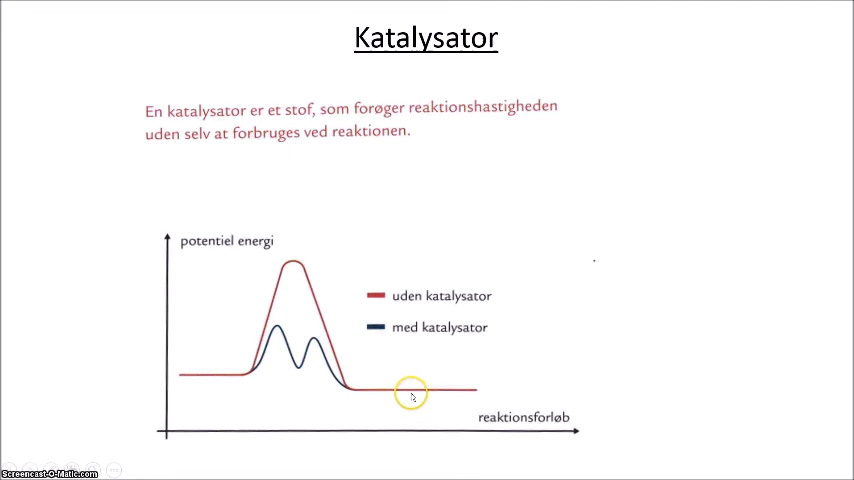 Katalysator
En katalysator er et stof, som forøger reaktionshastigheden
uden selv at forbruges ved reaktionen.
potentiel energi
uden katalysator
med katalysator
reaktionsforløb
Screencast-O-Matic.com